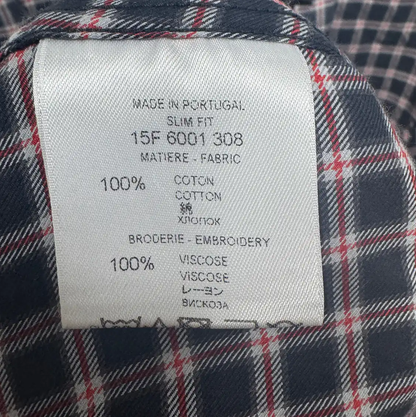 MADE IN PORTUGAL
SLIM FIT
15F 6001 308
MATIERE - FABRIC
100% COTON
COTTON
綿
ХЛОПОК
BRODERIE - EMBROIDERY
100% VISCOSE
VISCOSE
レーヨン
ВИСКОЗА